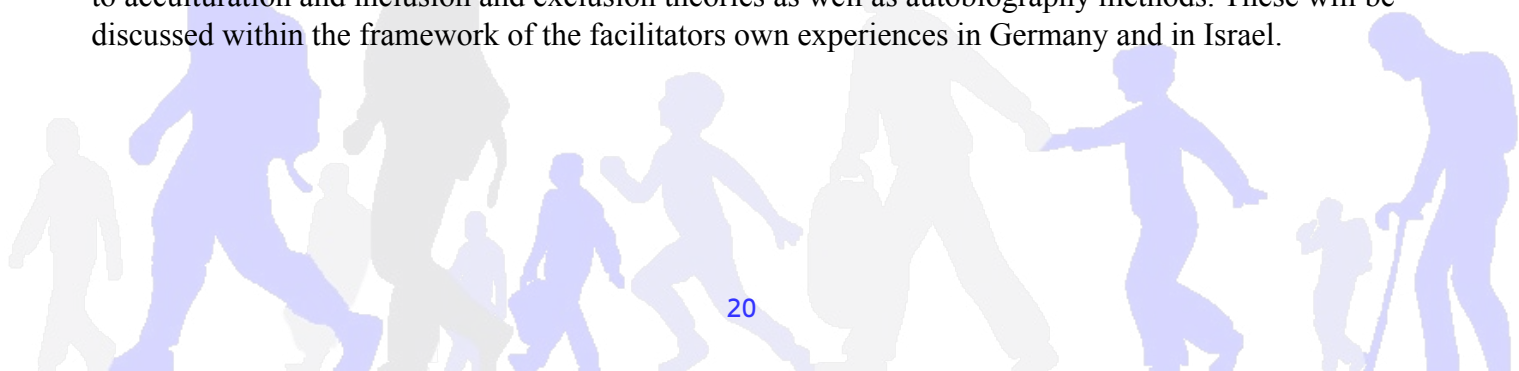 to acculturation and inclusion and exclusion theories as well as autobiography methods. These will be
discussed within the framework of the facilitators own experiences in Germany and in Israel.
20